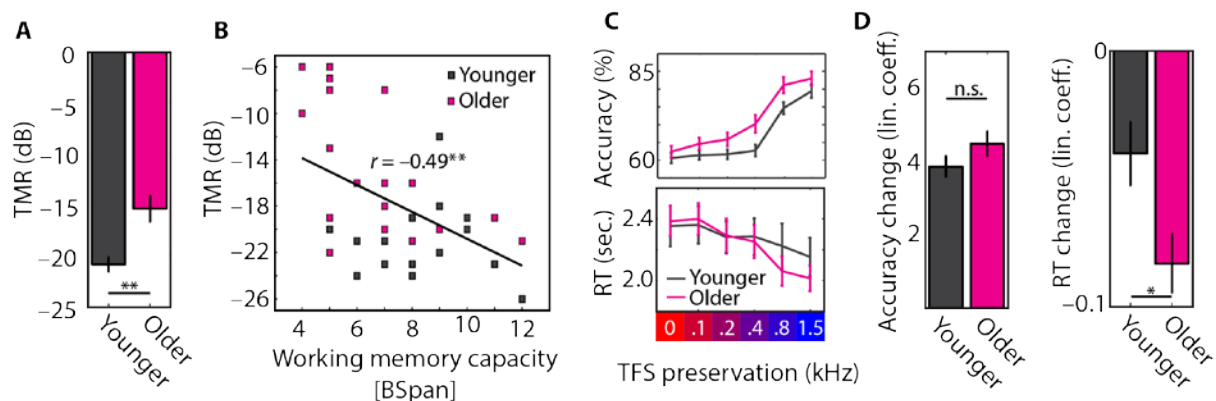 A
TMR (dB)
0
−5
−10
−15
−20
−25
**
Younger
Older
B
TMR (dB)
−6
−10
−14
−18
−22
−26
Younger
Older
r = −0.49**
4 6 8 10 12
Working memory capacity
[BSpan]
C
Accuracy (%)
85
60
RT (sec.)
2.4
2.0
Younger
Older
0 .1 .2 .4 .8 1.5
TFS preservation (kHz)
D
Accuracy change (lin. coeff.)
6
4
2
0
n.s.
Younger
Older
RT change (lin. coeff.)
0
−0.1
*
Younger
Older